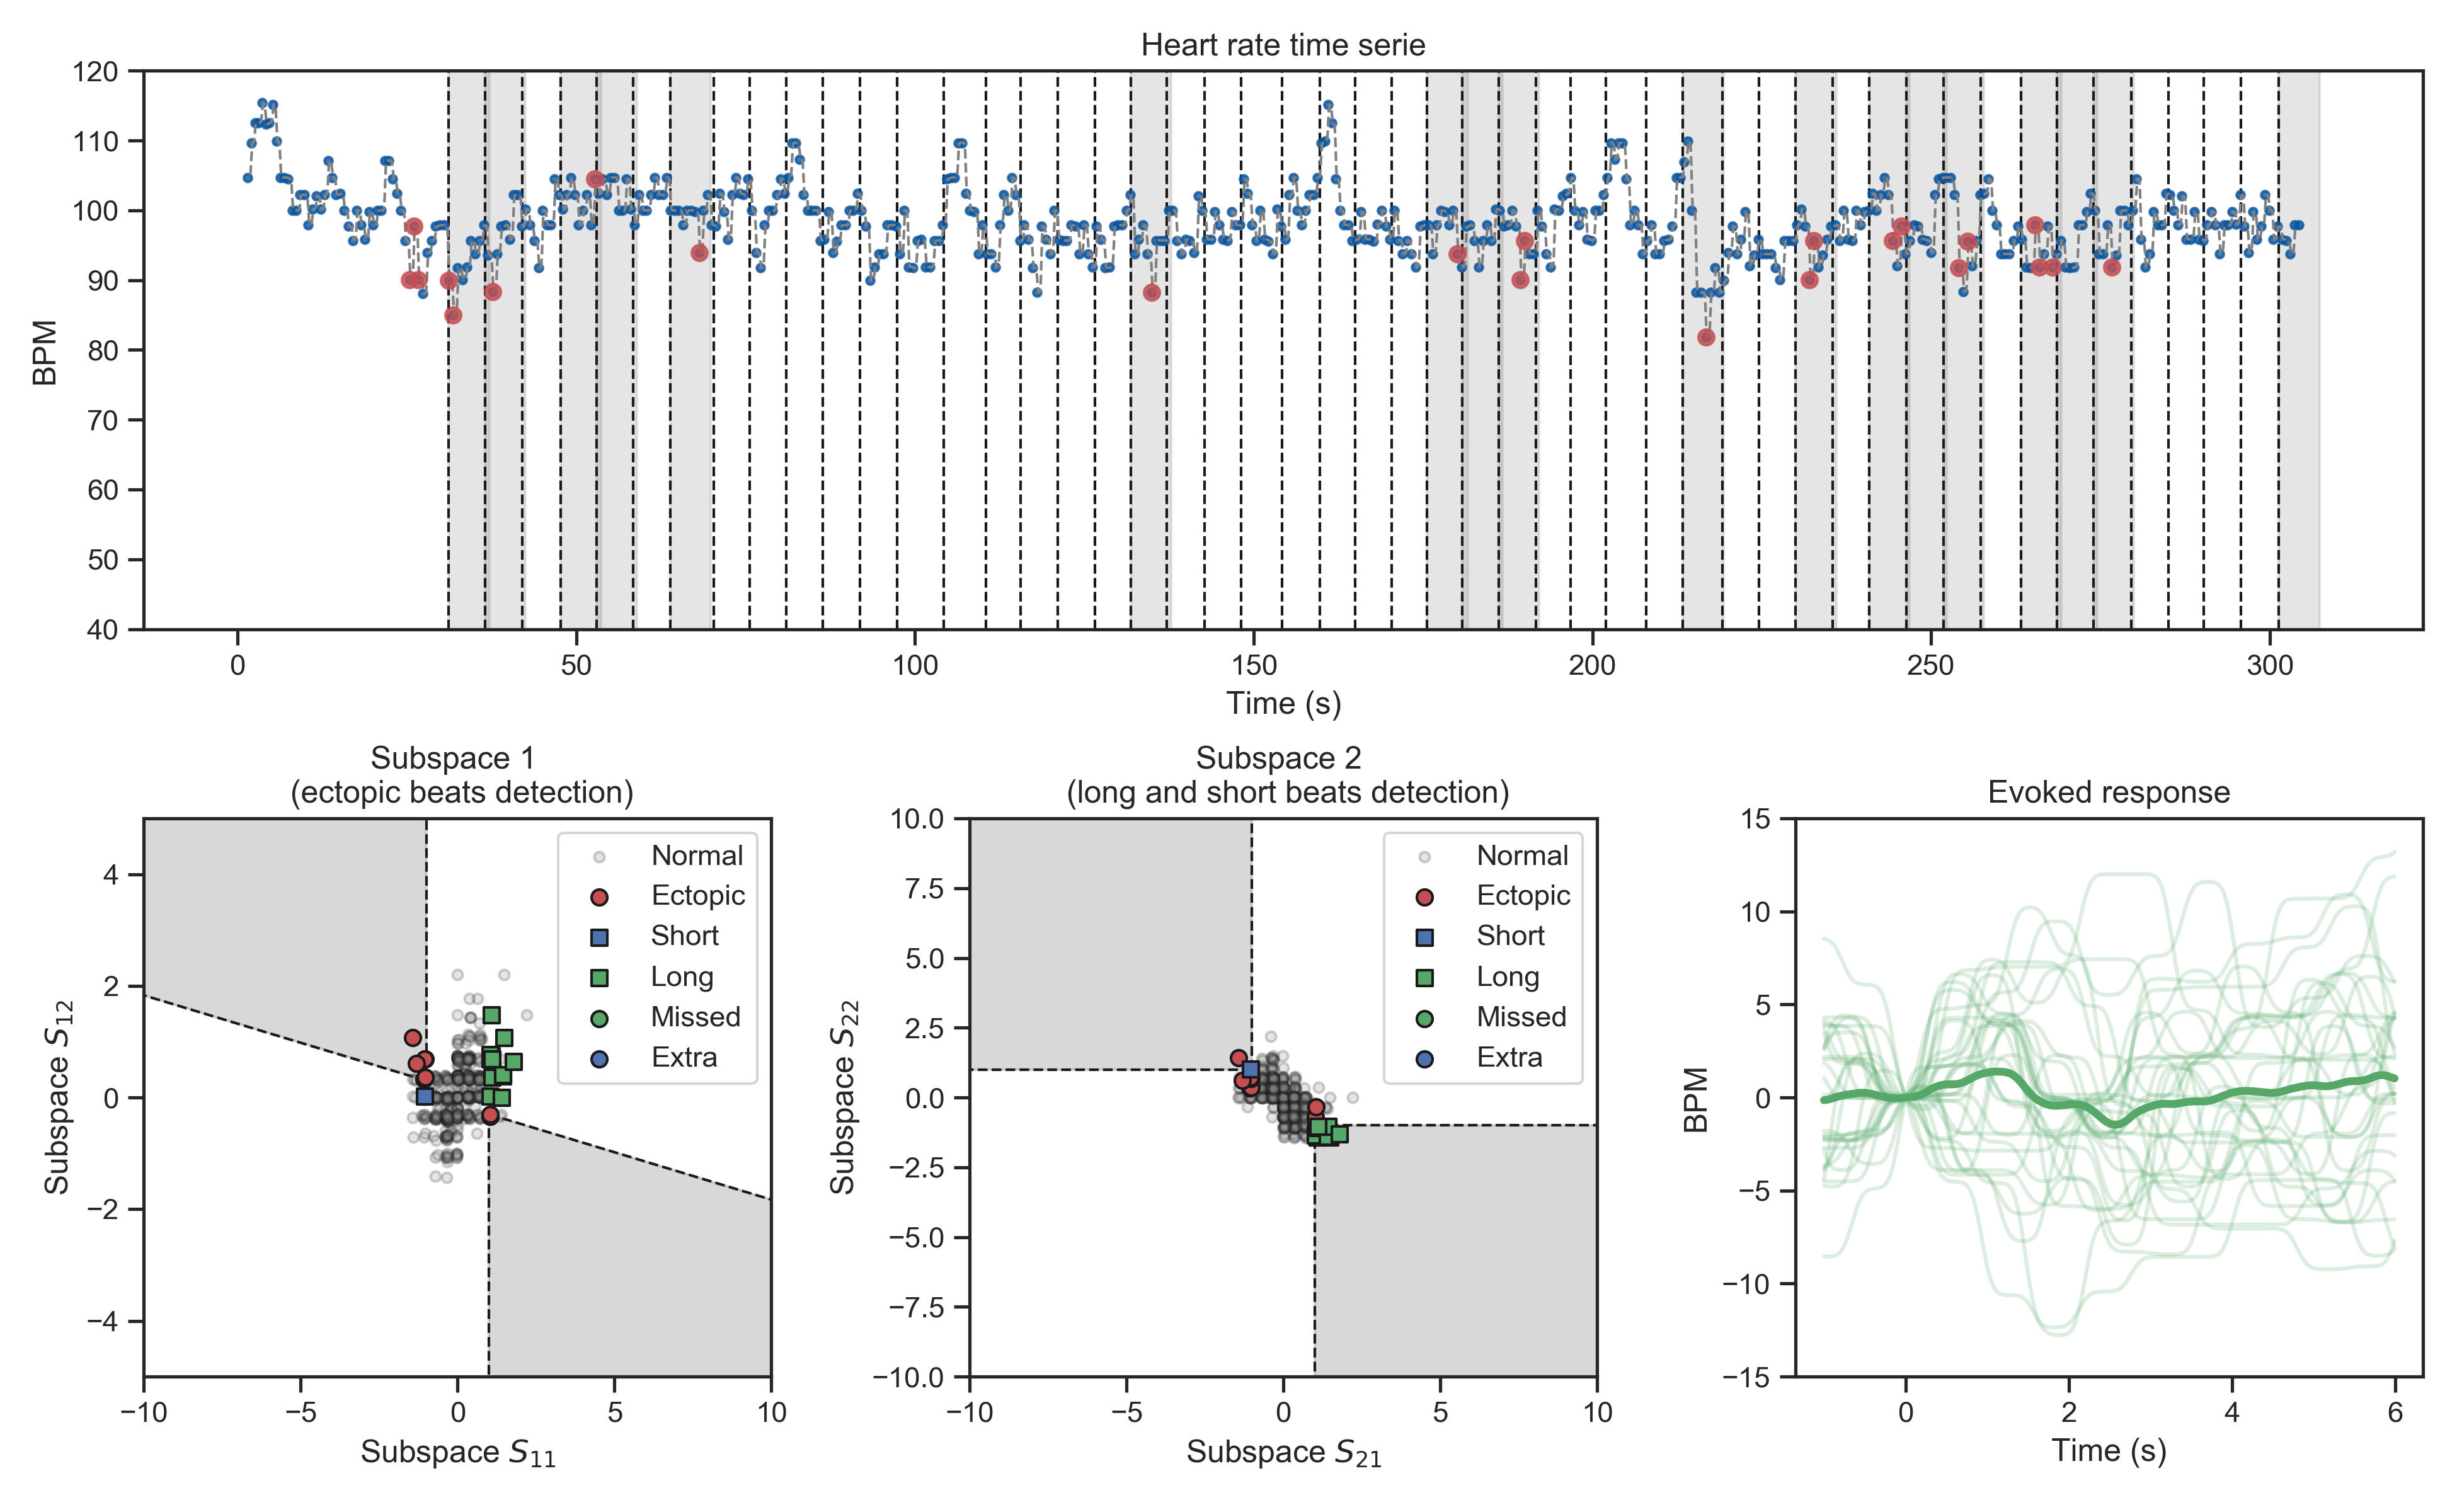 Heart rate time serie
120
110
100
90
80
70
60
50
40
BPM
0
50
100
150
200
250
300
Time (s)
Subspace 1
(ectopic beats detection)
4
2
0
−2
−4
Subspace S12
Normal
Ectopic
Short
Long
Missed
Extra
−10
−5
0
5
10
Subspace S11
Subspace 2
(long and short beats detection)
10.0
7.5
5.0
2.5
0.0
−2.5
−5.0
−7.5
−10.0
Subspace S22
Normal
Ectopic
Short
Long
Missed
Extra
−10
−5
0
5
10
Subspace S21
Evoked response
15
10
5
0
−5
−10
−15
BPM
0
2
4
6
Time (s)